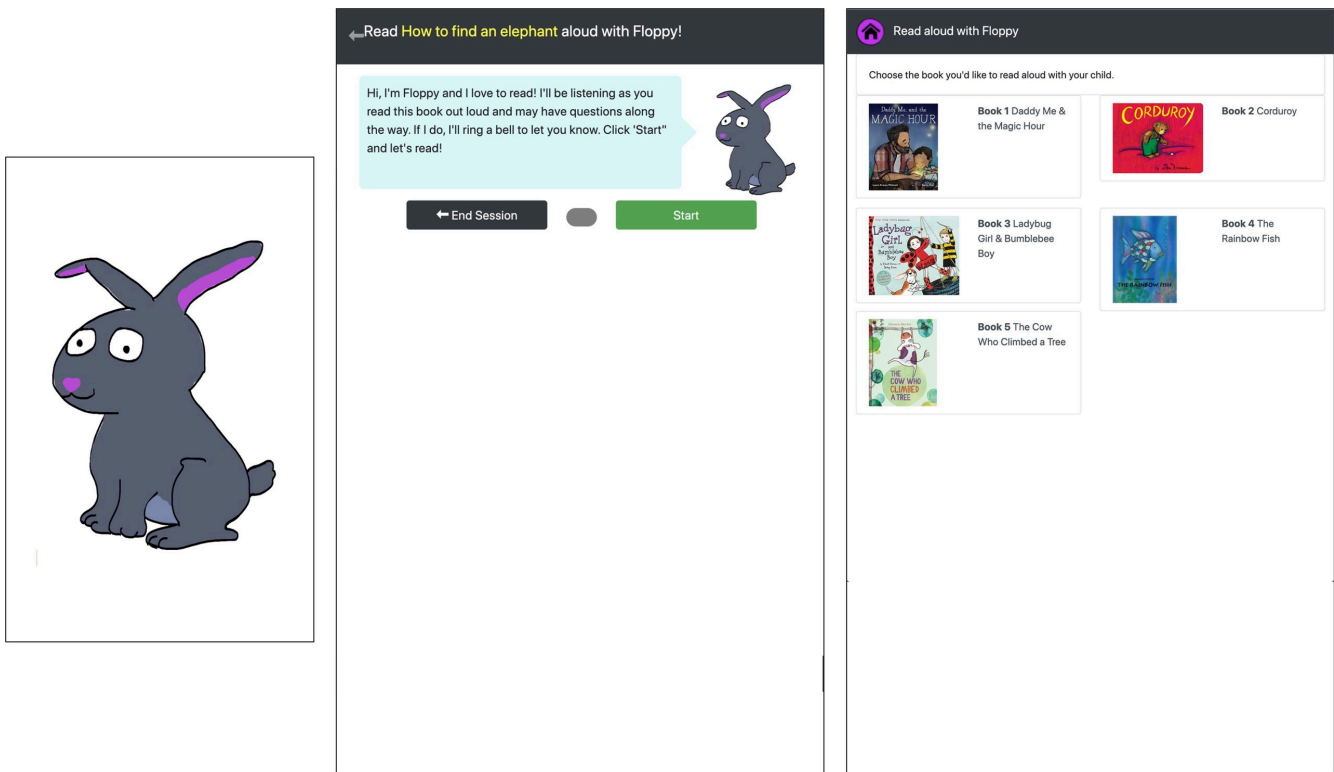 Read How to find an elephant aloud with Floppy!
Hi, I'm Floppy and I love to read! I'll be listening as you
read this book out loud and may have questions along
the way. If I do, I'll ring a bell to let you know. Click 'Start"
and let's read!
End Session
Start
Read aloud with Floppy
Choose the book you'd like to read aloud with your child.
Daddy, Me, and the
MAGIC HOUR
Book 1 Daddy Me &
the Magic Hour
CORDUROY
Book 2 Corduroy
Ladybug
Girl
and
Bumblebee
Boy
Book 3 Ladybug
Girl & Bumblebee
Boy
THE RAINBOW FISH
Book 4 The
Rainbow Fish
THE
COW WHO
CLIMBED
A TREE
Book 5 The Cow
Who Climbed a Tree